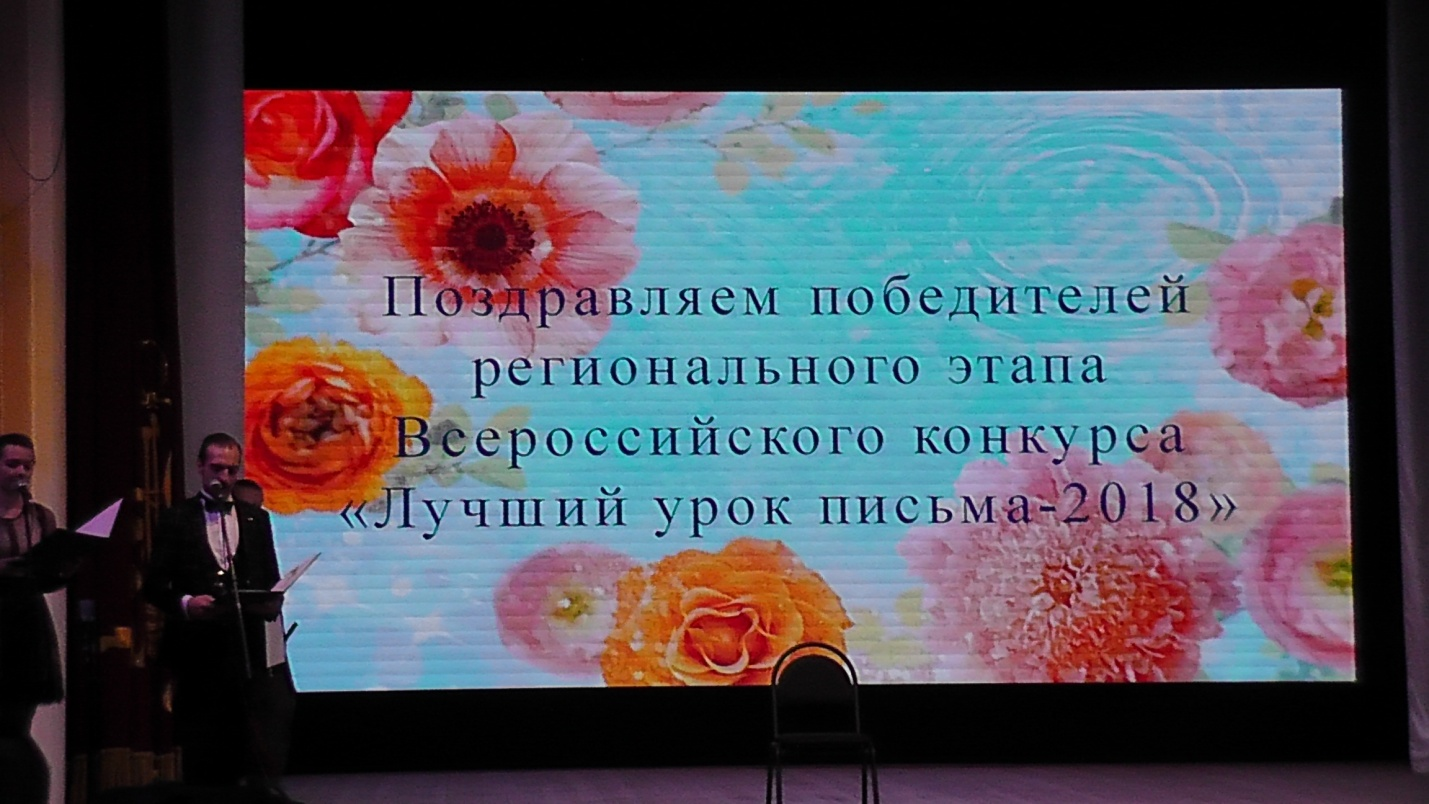 Поздравляем победителей
регионального этапа
Всероссийского конкурса
«Лучший урок письма-2018»